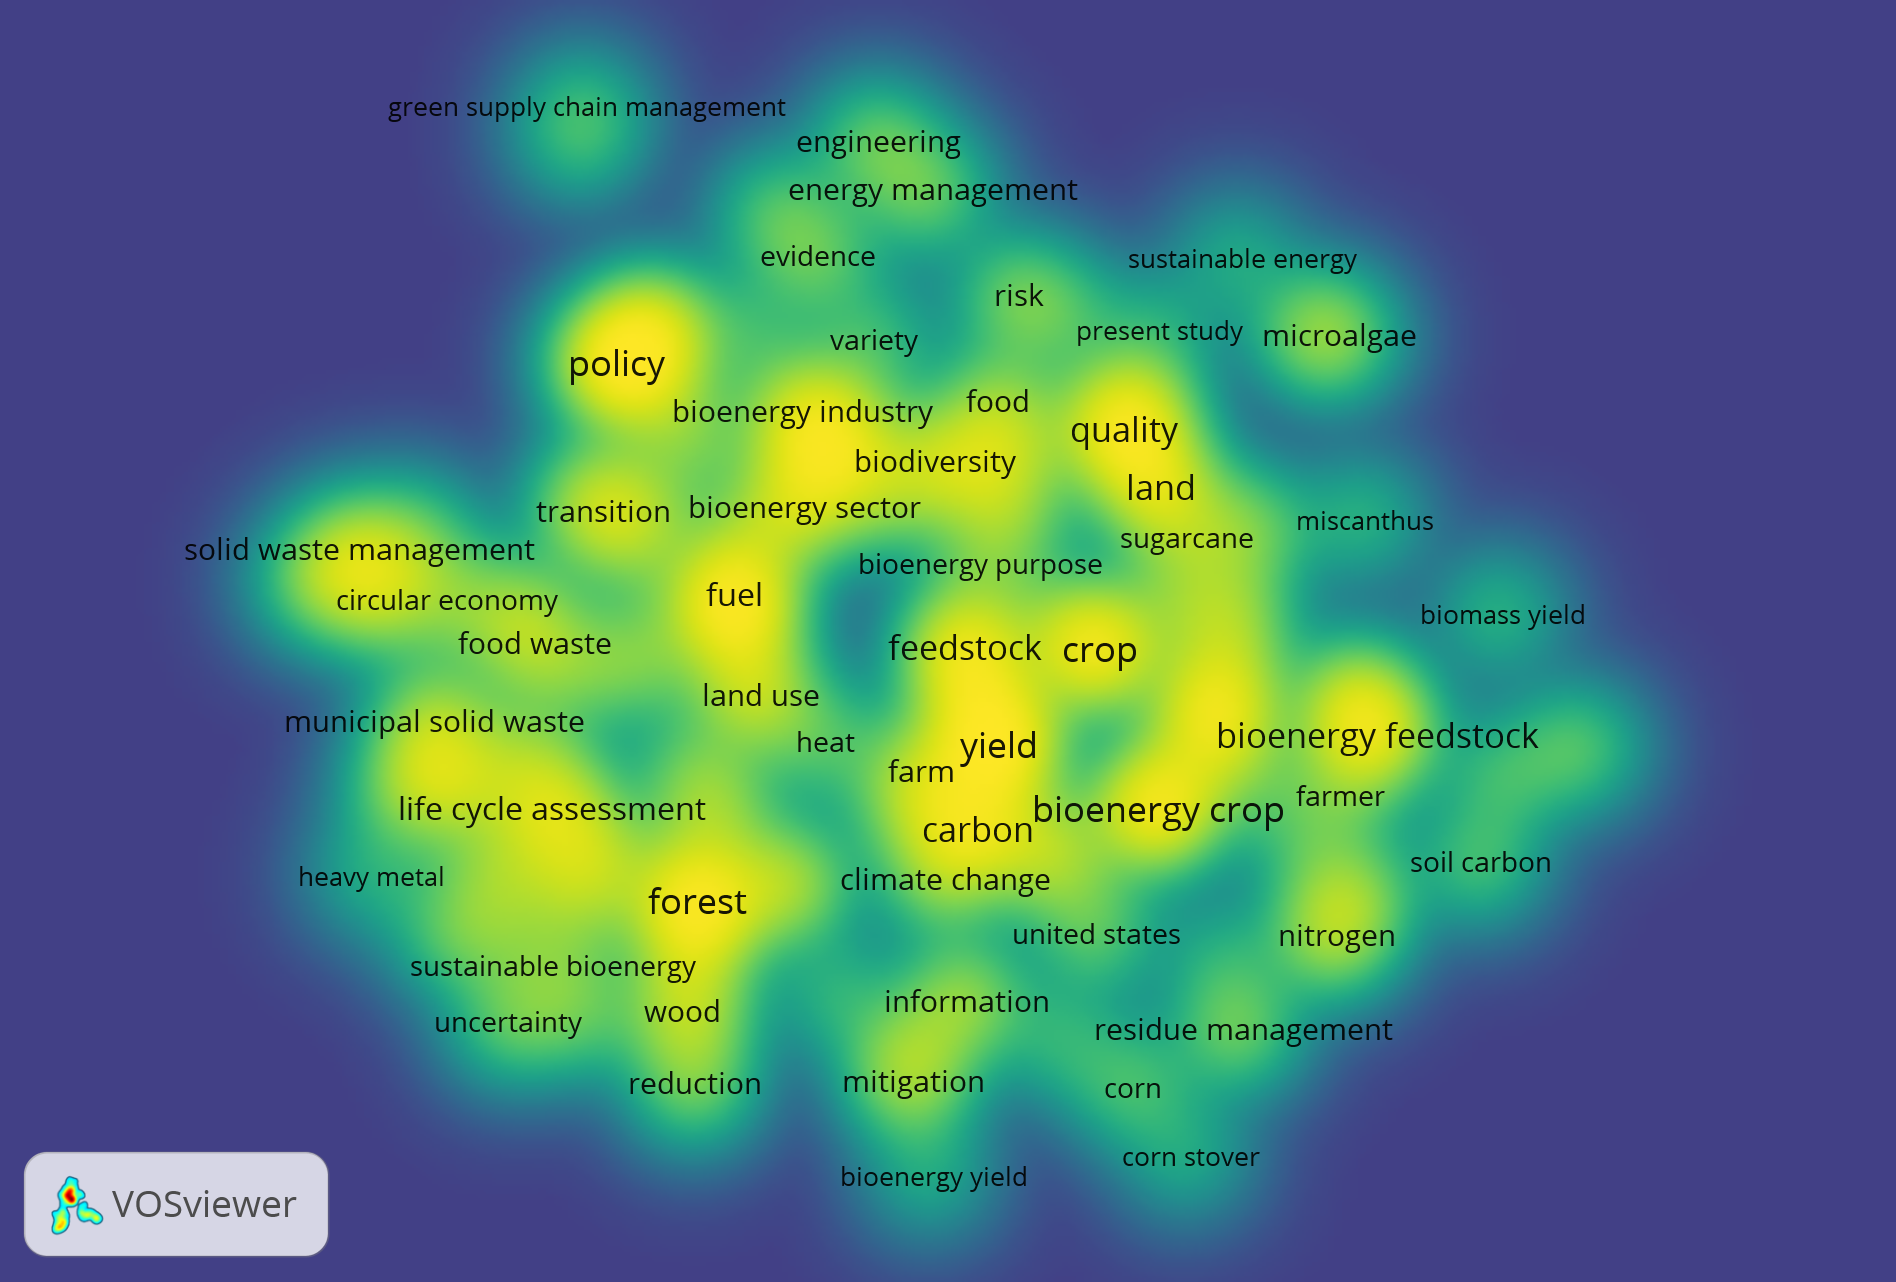 green supply chain management
engineering
energy management
evidence
sustainable energy
risk
present study
microalgae
variety
policy
bioenergy industry
food
quality
biodiversity
land
transition
bioenergy sector
miscanthus
sugarcane
solid waste management
bioenergy purpose
circular economy
fuel
biomass yield
food waste
feedstock
crop
land use
municipal solid waste
heat
yield
bioenergy feedstock
farm
farmer
life cycle assessment
bioenergy crop
carbon
soil carbon
heavy metal
climate change
forest
united states
nitrogen
sustainable bioenergy
information
wood
uncertainty
residue management
reduction
mitigation
corn
corn stover
bioenergy yield
VOSviewer